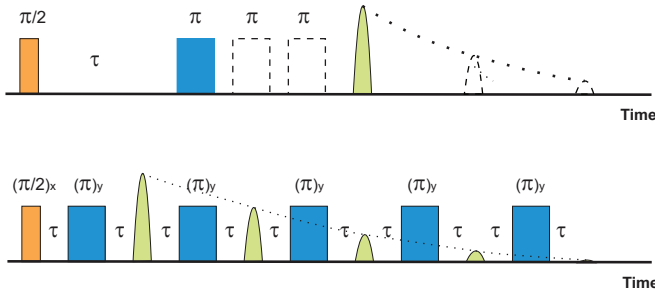 π/2 π π π
τ
Time
(π/2)x (π)y (π)y (π)y (π)y (π)y
τ τ τ τ τ τ τ τ τ τ
Time